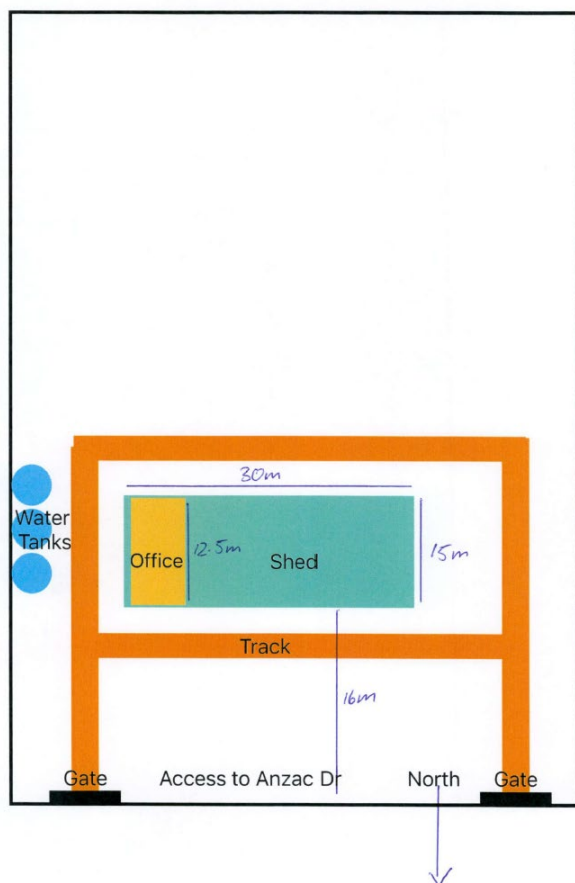 30m
Water
Tanks
Office
12.5m
Shed
15m
Track
16m
Gate
Access to Anzac Dr
North
Gate